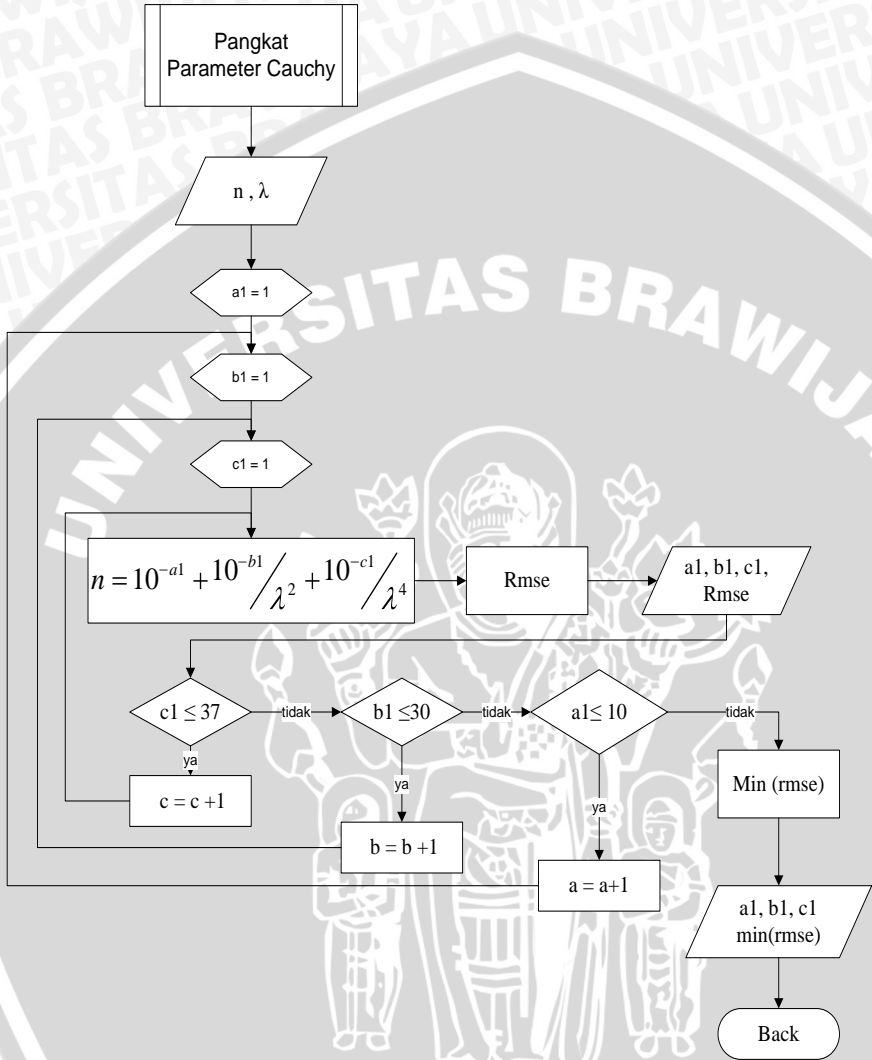 Pangkat
Parameter Cauchy
n , λ
a1 = 1
b1 = 1
c1 = 1
n = 10^{-a1} + 10^{-b1}/λ^2 + 10^{-c1}/λ^4
Rmse
a1, b1, c1,
Rmse
c1 ≤ 37
tidak
b1 ≤30
tidak
a1≤ 10
tidak
ya
c = c +1
ya
b = b +1
ya
a = a+1
Min (rmse)
a1, b1, c1
min(rmse)
Back
UNIVERSITAS BRAWIJA